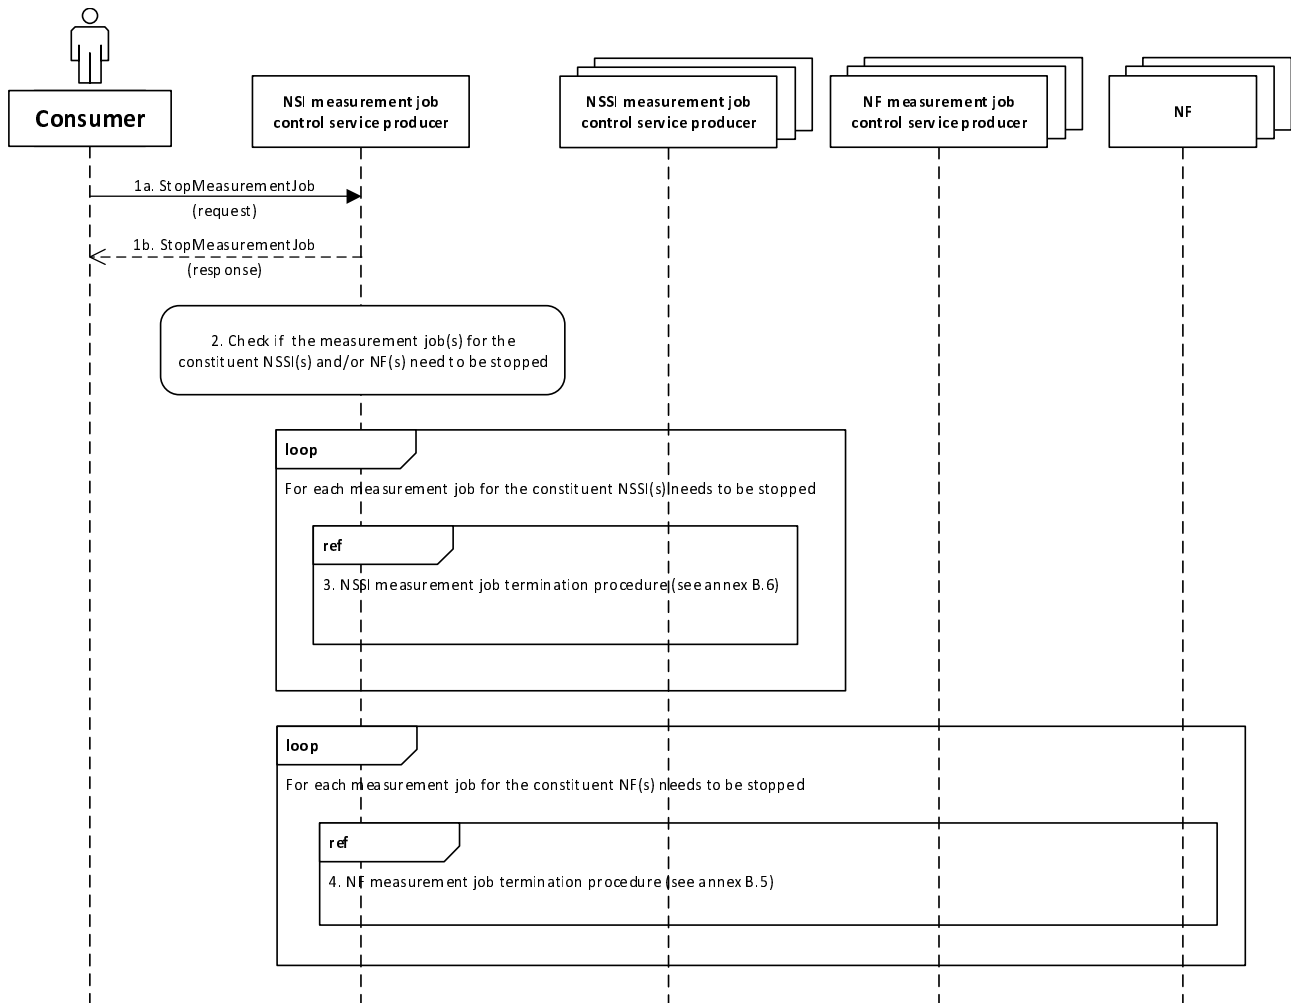 Consumer
NSI measurement job
control service producer
NSSI measurement job
control service producer
NF measurement job
control service producer
NF
1a. StopMeasurementJob
(request)
1b. StopMeasurementJob
(response)
2. Check if the measurement job(s) for the
constituent NSSI(s) and/or NF(s) need to be stopped
loop
For each measurement job for the constituent NSSI(s) needs to be stopped
ref
3. NSSI measurement job termination procedure (see annex B.6)
loop
For each measurement job for the constituent NF(s) needs to be stopped
ref
4. NF measurement job termination procedure (see annex B.5)